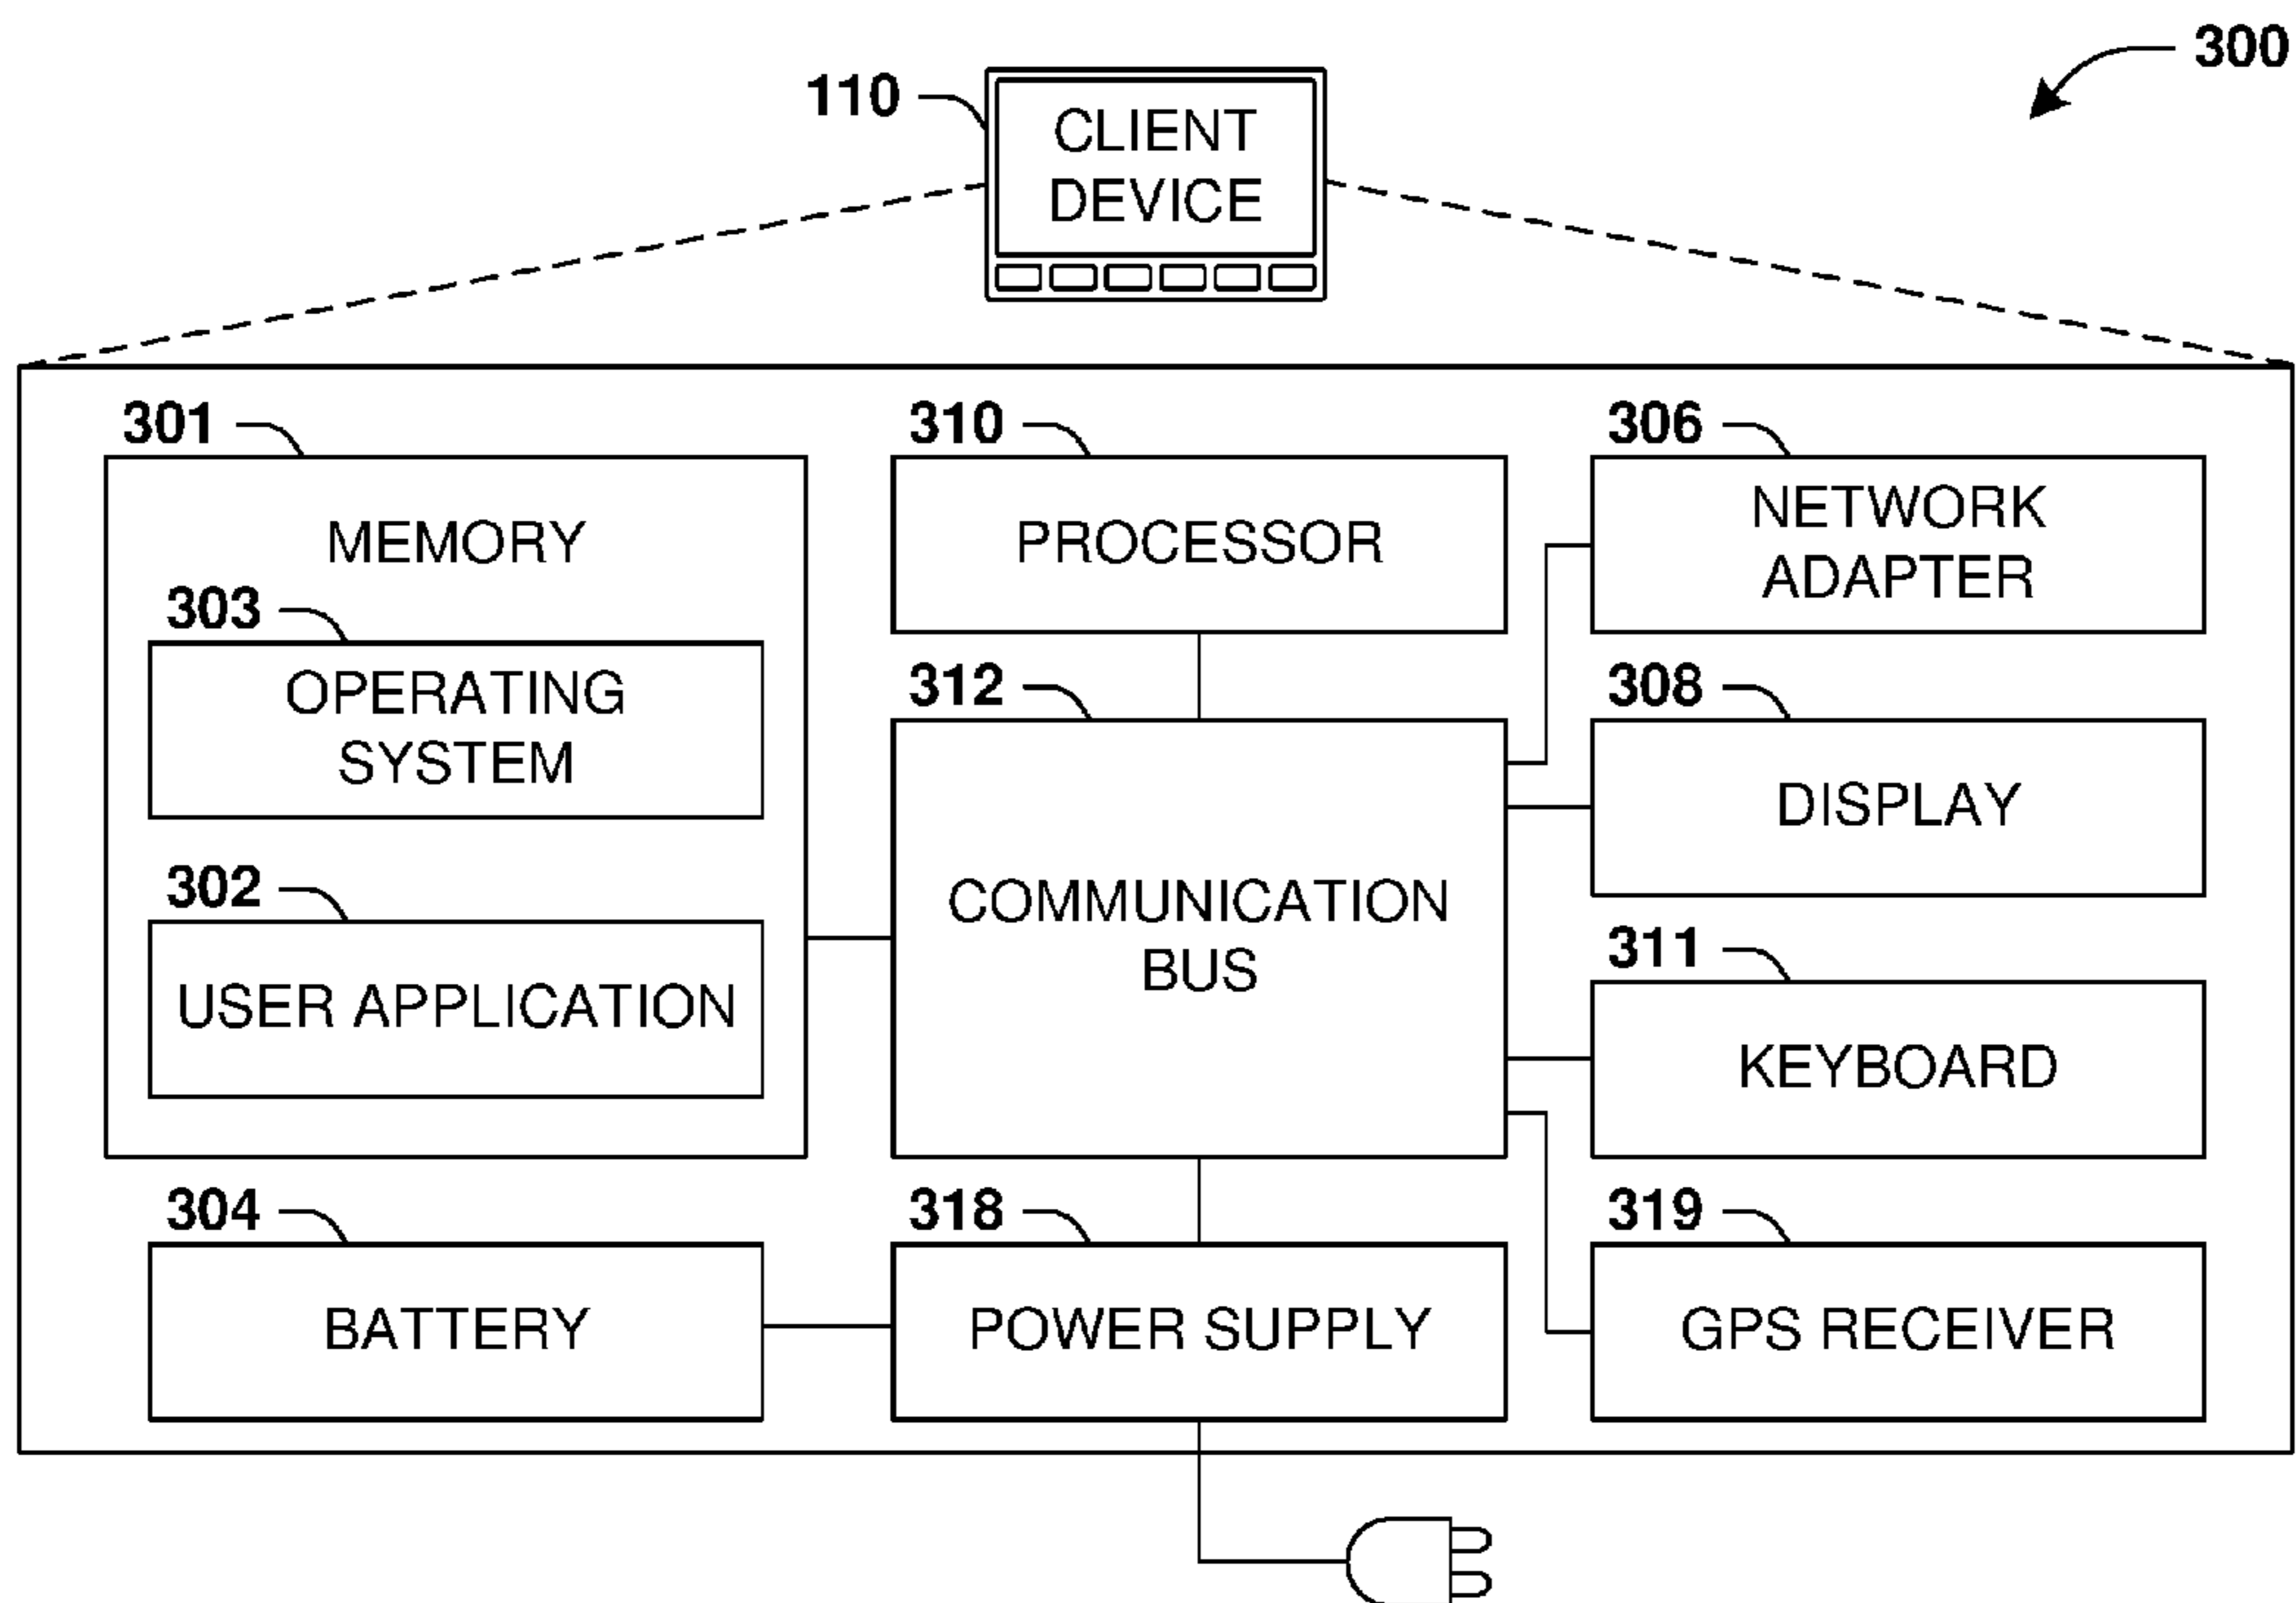 300
110
CLIENT
DEVICE
301
310
306
MEMORY
PROCESSOR
NETWORK
ADAPTER
303
OPERATING
SYSTEM
312
308
COMMUNICATION
BUS
DISPLAY
302
USER APPLICATION
311
KEYBOARD
304
318
319
BATTERY
POWER SUPPLY
GPS RECEIVER